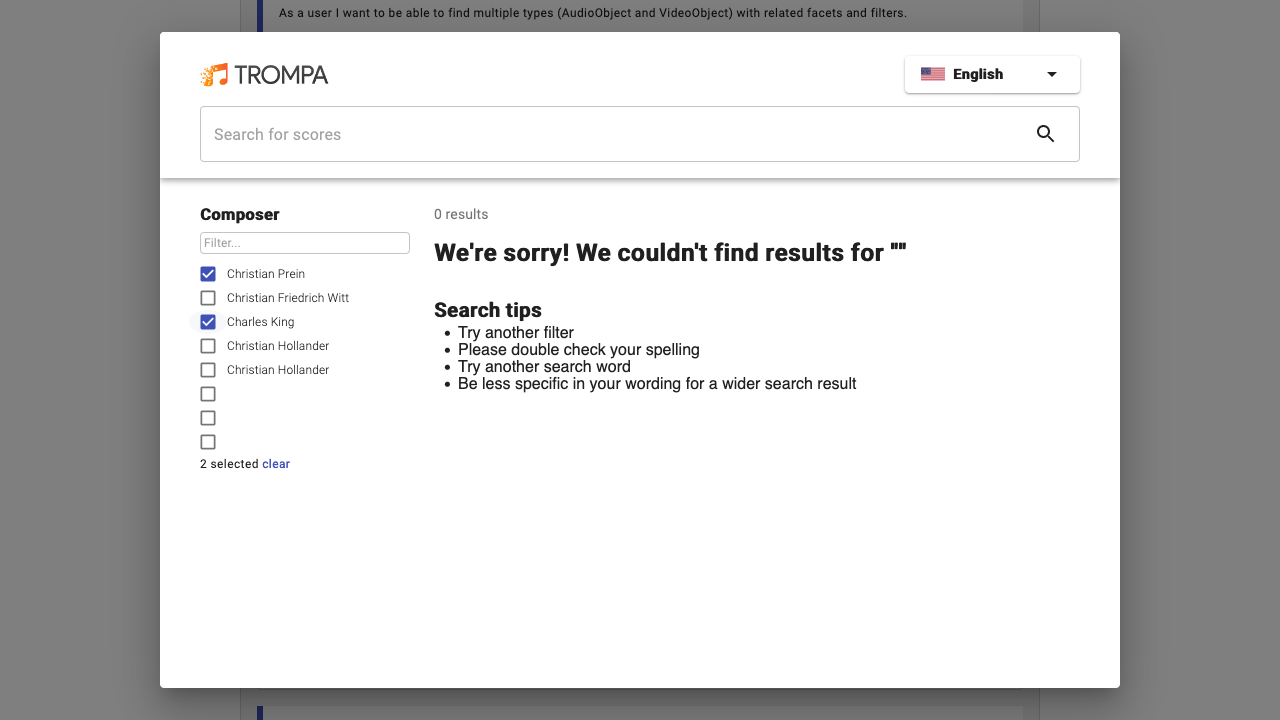 As a user I want to be able to find multiple types (AudioObject and VideoObject) with related facets and filters.
TROMPA
English
Search for scores
Composer
Filter...
Christian Prein
Christian Friedrich Witt
Charles King
Christian Hollander
Christian Hollander
2 selected clear
0 results
We're sorry! We couldn't find results for ""
Search tips
Try another filter
Please double check your spelling
Try another search word
Be less specific in your wording for a wider search result